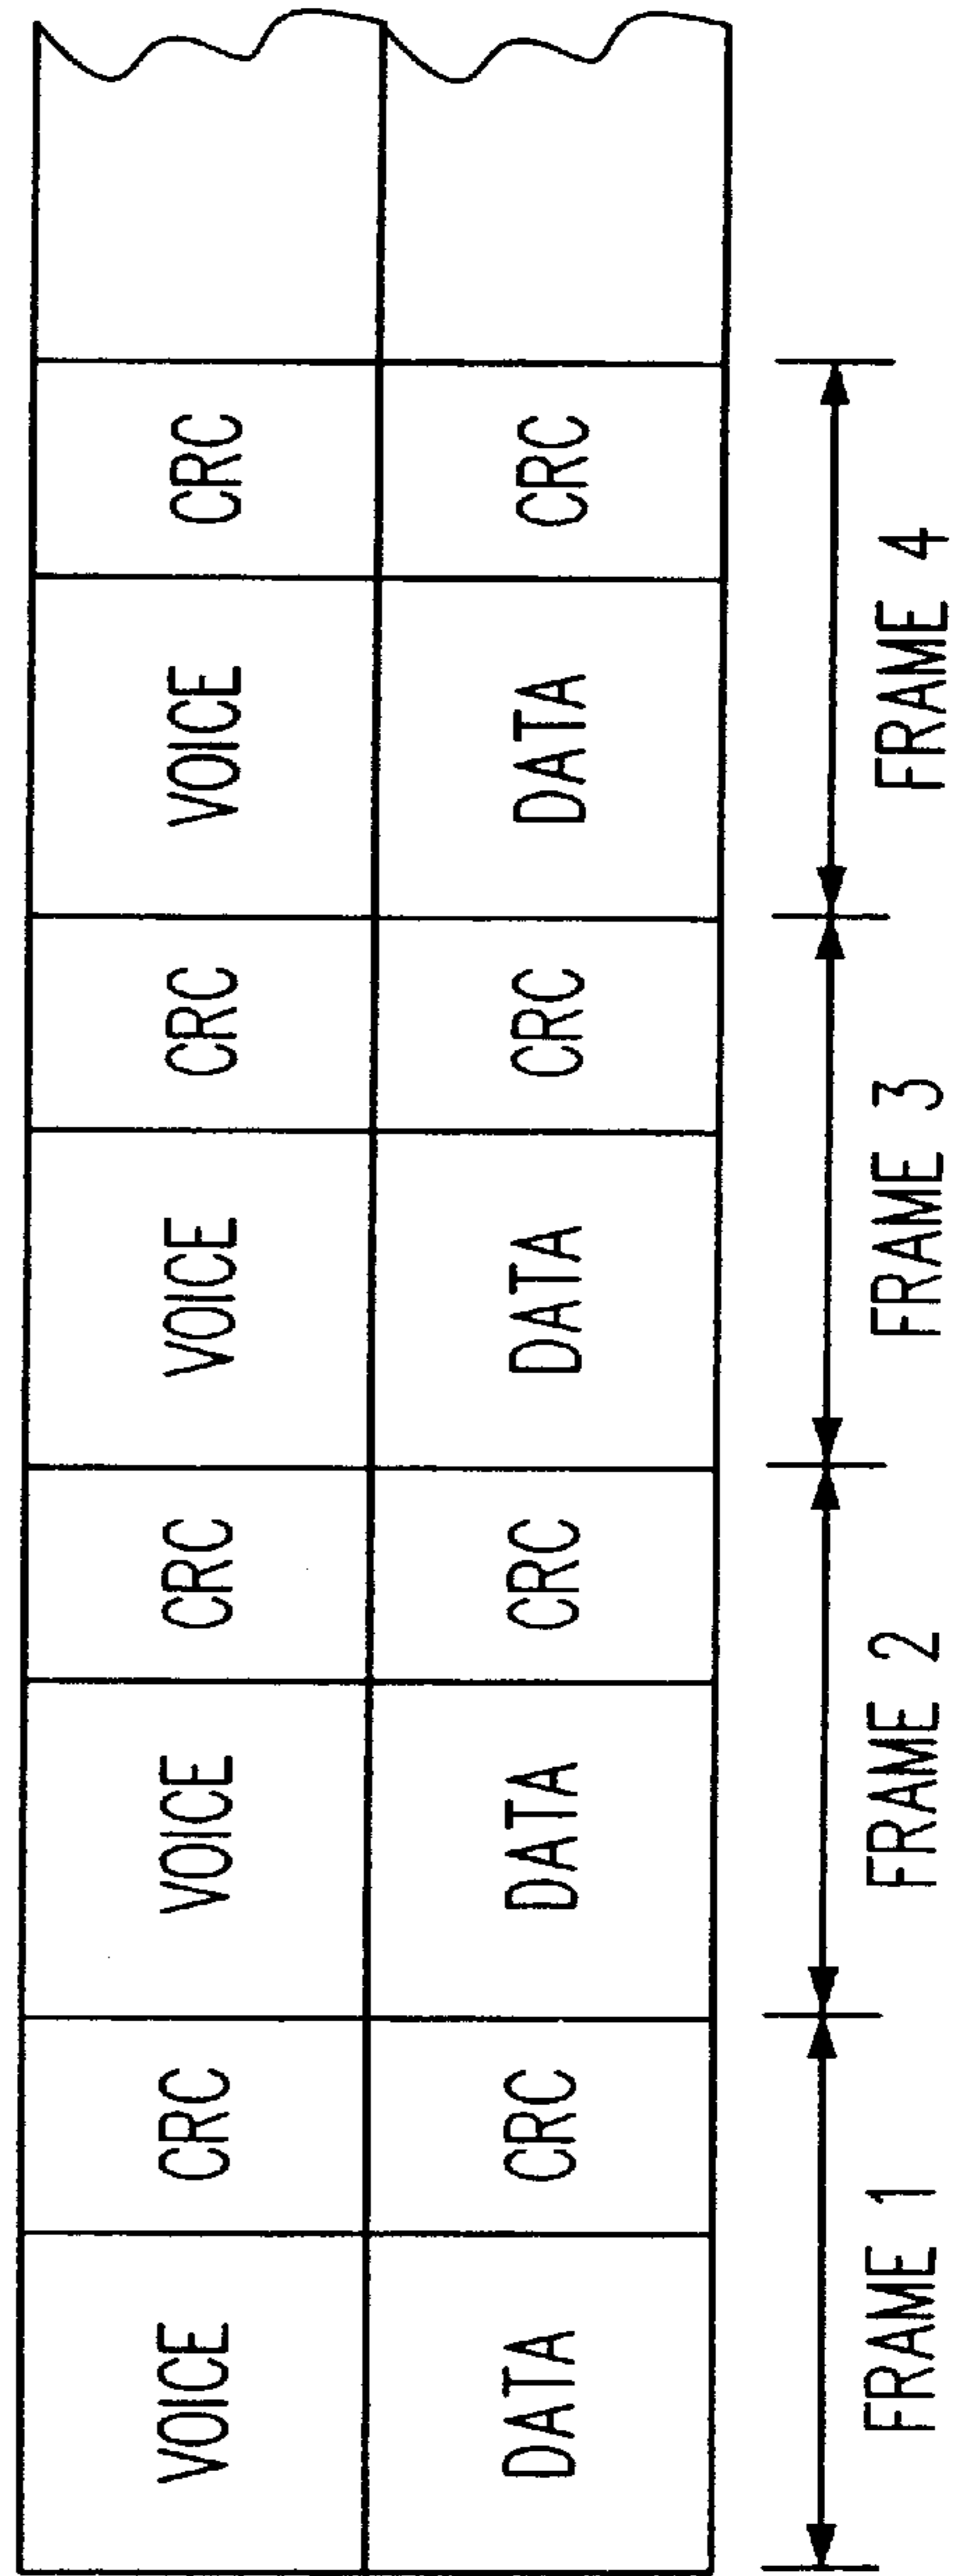 VOICE CRC VOICE CRC VOICE CRC VOICE CRC
DATA CRC DATA CRC DATA CRC DATA CRC
FRAME 1 FRAME 2 FRAME 3 FRAME 4